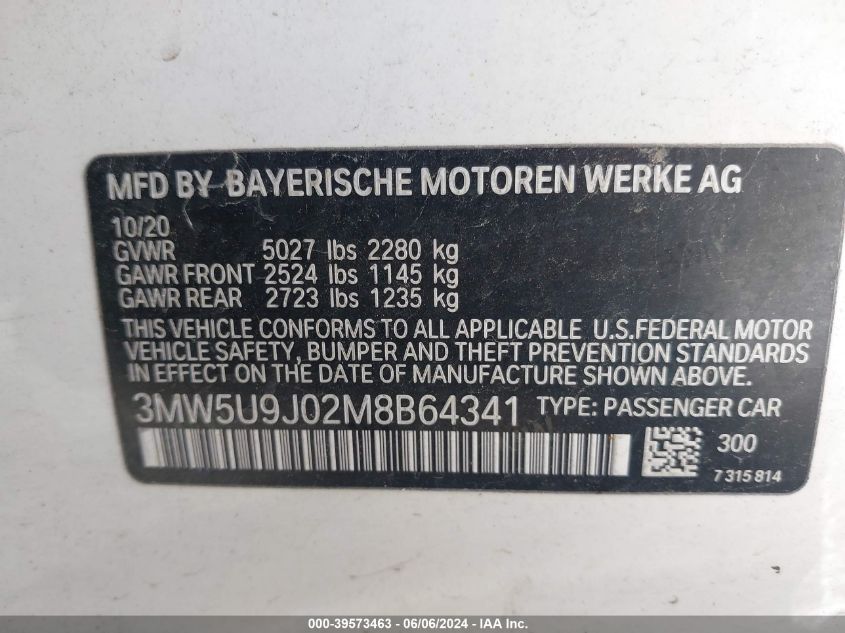 MFD BY BAYERISCHE MOTOREN WERKE AG
10/20
GVWR 5027 lbs 2280 kg
GAWR FRONT 2524 lbs 1145 kg
GAWR REAR 2723 lbs 1235 kg
THIS VEHICLE CONFORMS TO ALL APPLICABLE U.S.FEDERAL MOTOR
VEHICLE SAFETY, BUMPER AND THEFT PREVENTION STANDARDS
IN EFFECT ON THE DATE OF MANUFACTURE SHOWN ABOVE.
3MW5U9J02M8B64341 TYPE: PASSENGER CAR
300
7 315 814
000-39573463 - 06/06/2024 - IAA Inc.